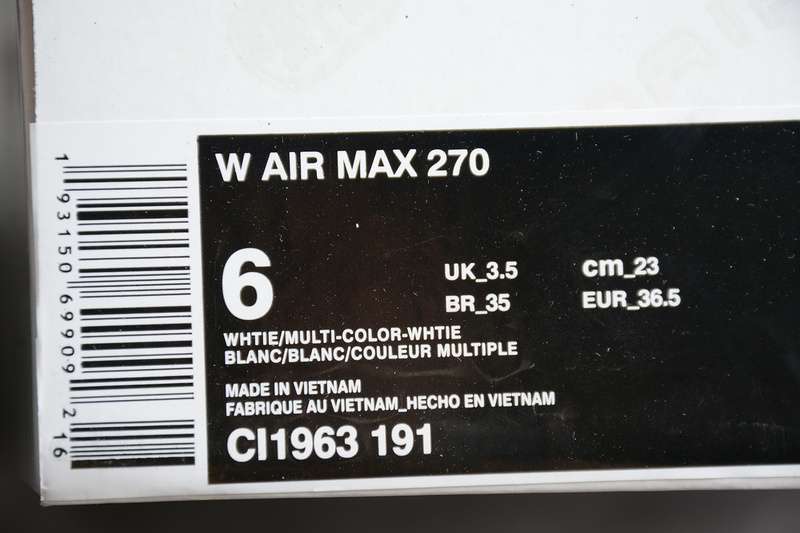 W AIR MAX 270
6
UK_3.5
cm_23
BR_35
EUR_36.5
WHTIE/MULTI-COLOR-WHTIE
BLANC/BLANC/COULEUR MULTIPLE
MADE IN VIETNAM
FABRIQUE AU VIETNAM_HECHO EN VIETNAM
CI1963 191
1 93150 69909 2 16